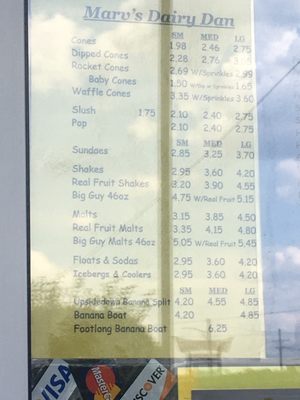 Marv's Dairy Dan
SM MED LG
Cones 1.98 2.46 2.75
Dipped Cones 2.28 2.76
Rocket Cones 2.69 W/Sprinkles 2.99
Baby Cones 1.50 or Sprinkles 1.65
Waffle Cones 3.35 W/Sprinkles 3.60
Slush 1.75 2.10 2.40 2.75
Pop 2.10 2.40 2.75
SM MED LG
Sundaes 2.85 3.25 3.70
Shakes 2.95 3.60 4.20
Real Fruit Shakes 3.20 3.90 4.55
Big Guy 46oz 4.75 W/Real Fruit 5.15
Malts 3.15 3.85 4.50
Real Fruit Malts 3.35 4.15 4.80
Big Guy Malts 46oz 5.05 W/Real Fruit 5.45
Floats & Sodas 2.95 3.60 4.20
Icebergs & Coolers 2.95 3.60 4.20
SM MED LG
Upsidedown Banana Split 4.20 4.55 4.85
Banana Boat 4.20 4.85
Footlong Banana Boat 6.25
VISA
MasterCard
DISCOVER